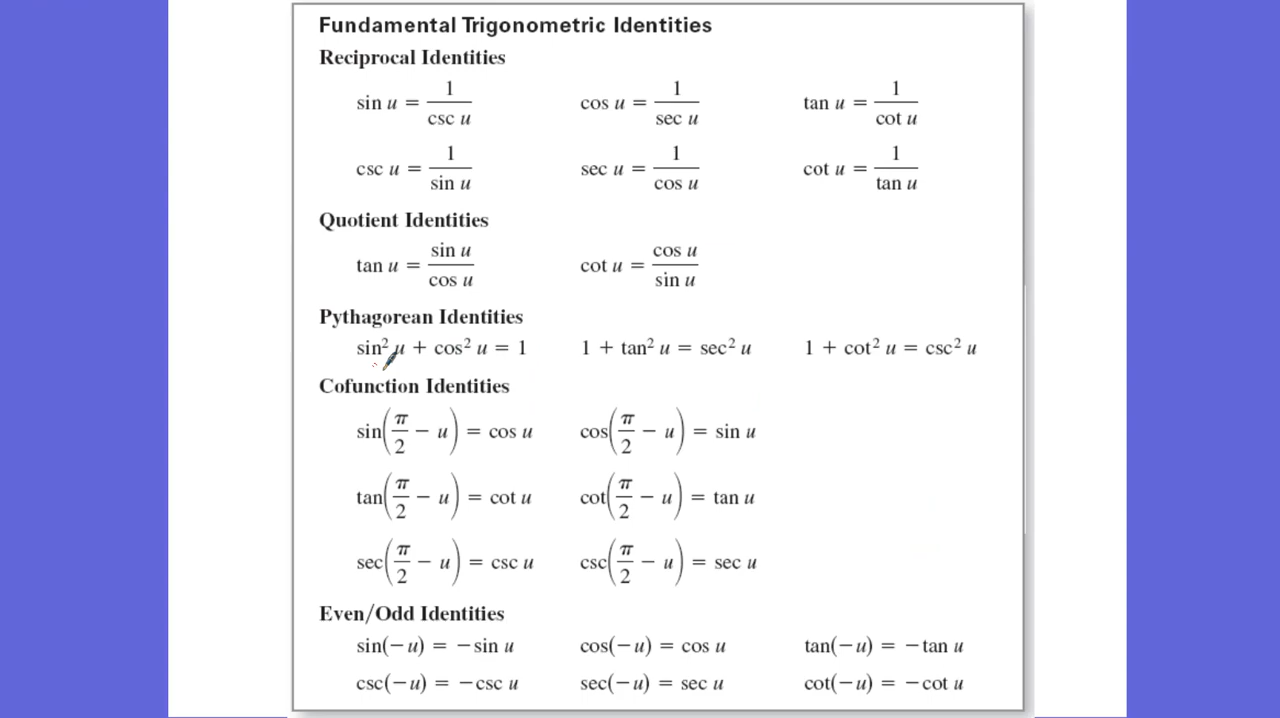 Fundamental Trigonometric Identities
Reciprocal Identities
sin u = 1/csc u    cos u = 1/sec u    tan u = 1/cot u
csc u = 1/sin u    sec u = 1/cos u    cot u = 1/tan u
Quotient Identities
tan u = sin u/cos u    cot u = cos u/sin u
Pythagorean Identities
sin² u + cos² u = 1    1 + tan² u = sec² u    1 + cot² u = csc² u
Cofunction Identities
sin(π/2 − u) = cos u    cos(π/2 − u) = sin u
tan(π/2 − u) = cot u    cot(π/2 − u) = tan u
sec(π/2 − u) = csc u    csc(π/2 − u) = sec u
Even/Odd Identities
sin(−u) = −sin u    cos(−u) = cos u    tan(−u) = −tan u
csc(−u) = −csc u    sec(−u) = sec u    cot(−u) = −cot u